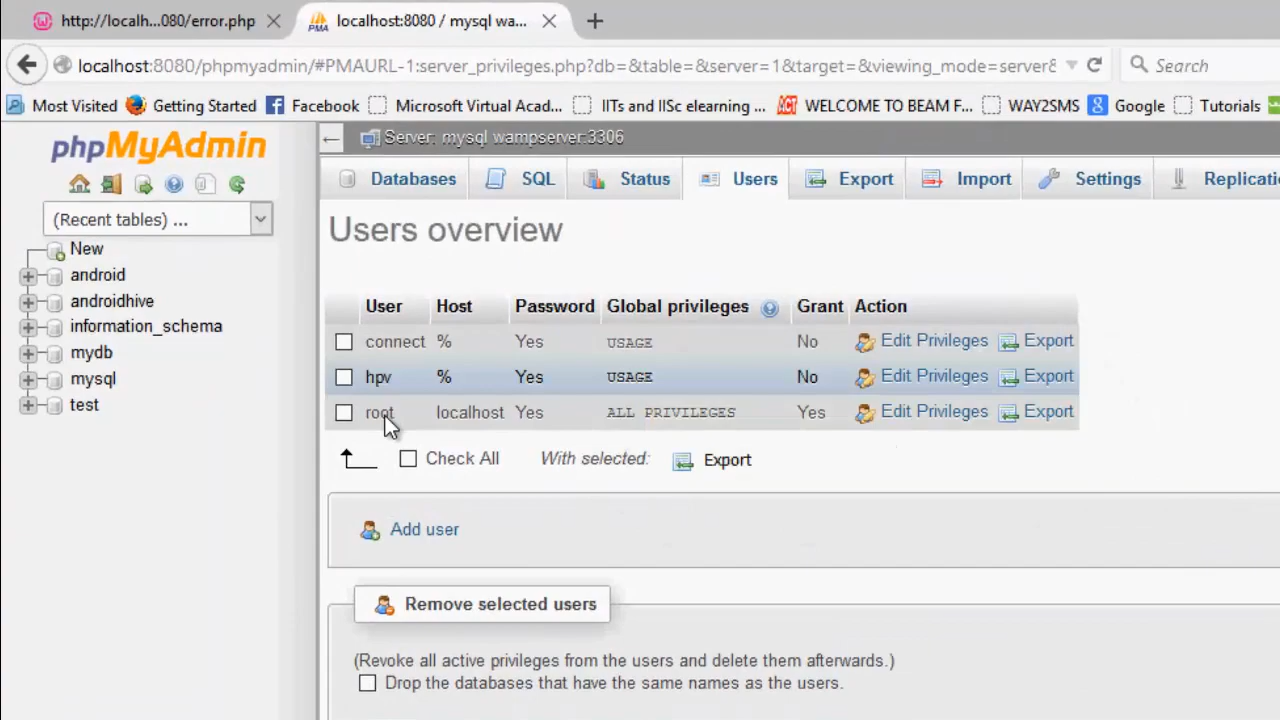 http://localh...080/error.php
localhost:8080 / mysql wa...
localhost:8080/phpmyadmin/#PMAURL-1:server_privileges.php?db=&table=&server=1&target=&viewing_mode=server&
Search
Most Visited Getting Started Facebook Microsoft Virtual Acad... IITs and IISc elearning ... ACT WELCOME TO BEAM F... WAY2SMS Google Tutorials
phpMyAdmin
(Recent tables) ...
New
android
androidhive
information_schema
mydb
mysql
test
Server: mysql wampserver:3306
Databases SQL Status Users Export Import Settings Replicati
Users overview
User Host Password Global privileges Grant Action
connect % Yes USAGE No Edit Privileges Export
hpv % Yes USAGE No Edit Privileges Export
root localhost Yes ALL PRIVILEGES Yes Edit Privileges Export
Check All With selected: Export
Add user
Remove selected users
(Revoke all active privileges from the users and delete them afterwards.)
Drop the databases that have the same names as the users.